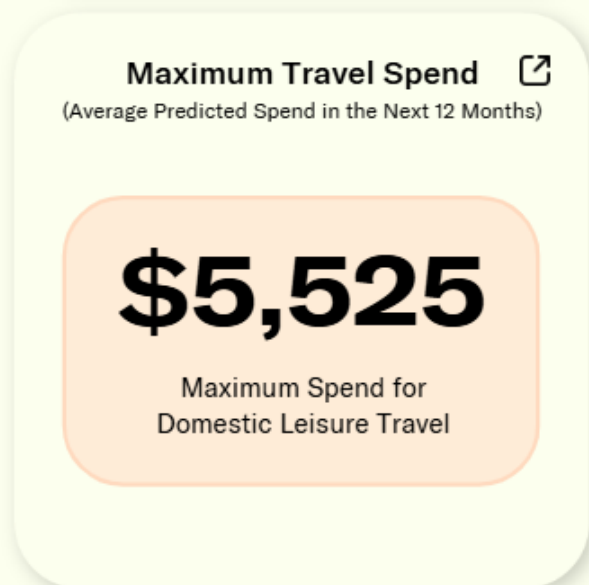 Maximum Travel Spend
(Average Predicted Spend in the Next 12 Months)
$5,525
Maximum Spend for
Domestic Leisure Travel